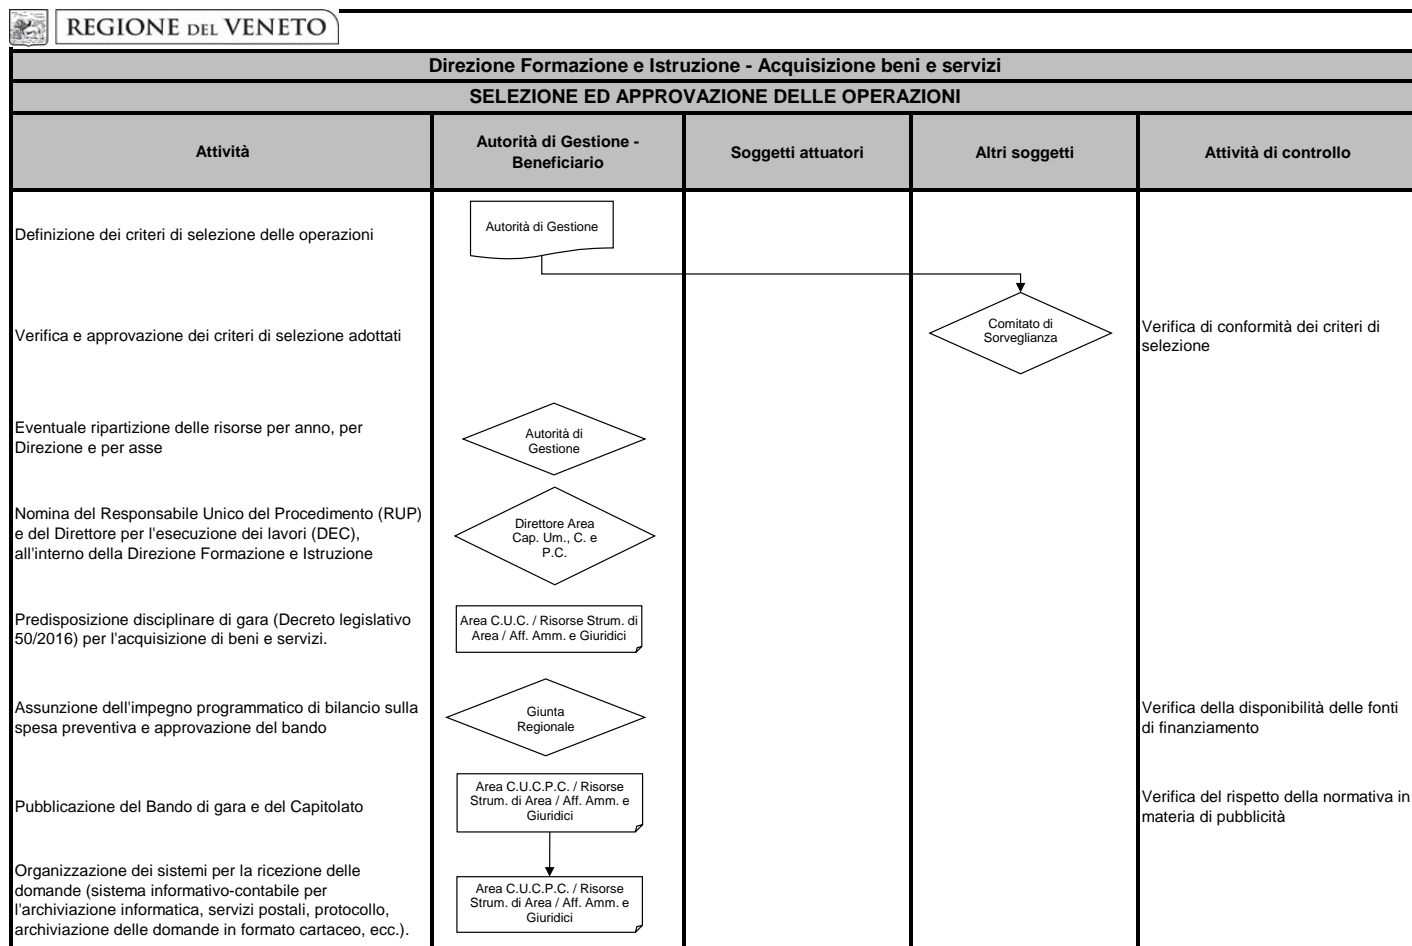 REGIONE DEL VENETO
Direzione Formazione e Istruzione - Acquisizione beni e servizi
SELEZIONE ED APPROVAZIONE DELLE OPERAZIONI
Attività
Autorità di Gestione -
Beneficiario
Soggetti attuatori
Altri soggetti
Attività di controllo
Definizione dei criteri di selezione delle operazioni
Autorità di Gestione
Verifica e approvazione dei criteri di selezione adottati
Comitato di
Sorveglianza
Verifica di conformità dei criteri di
selezione
Eventuale ripartizione delle risorse per anno, per
Direzione e per asse
Autorità di
Gestione
Nomina del Responsabile Unico del Procedimento (RUP)
e del Direttore per l'esecuzione dei lavori (DEC),
all'interno della Direzione Formazione e Istruzione
Direttore Area
Cap. Um., C. e
P.C.
Predisposizione disciplinare di gara (Decreto legislativo
50/2016) per l'acquisizione di beni e servizi.
Area C.U.C. / Risorse Strum. di
Area / Aff. Amm. e Giuridici
Assunzione dell'impegno programmatico di bilancio sulla
spesa preventiva e approvazione del bando
Giunta
Regionale
Verifica della disponibilità delle fonti
di finanziamento
Pubblicazione del Bando di gara e del Capitolato
Area C.U.C.P.C. / Risorse
Strum. di Area / Aff. Amm. e
Giuridici
Verifica del rispetto della normativa in
materia di pubblicità
Organizzazione dei sistemi per la ricezione delle
domande (sistema informativo-contabile per
l'archiviazione informatica, servizi postali, protocollo,
archiviazione delle domande in formato cartaceo, ecc.).
Area C.U.C.P.C. / Risorse
Strum. di Area / Aff. Amm. e
Giuridici